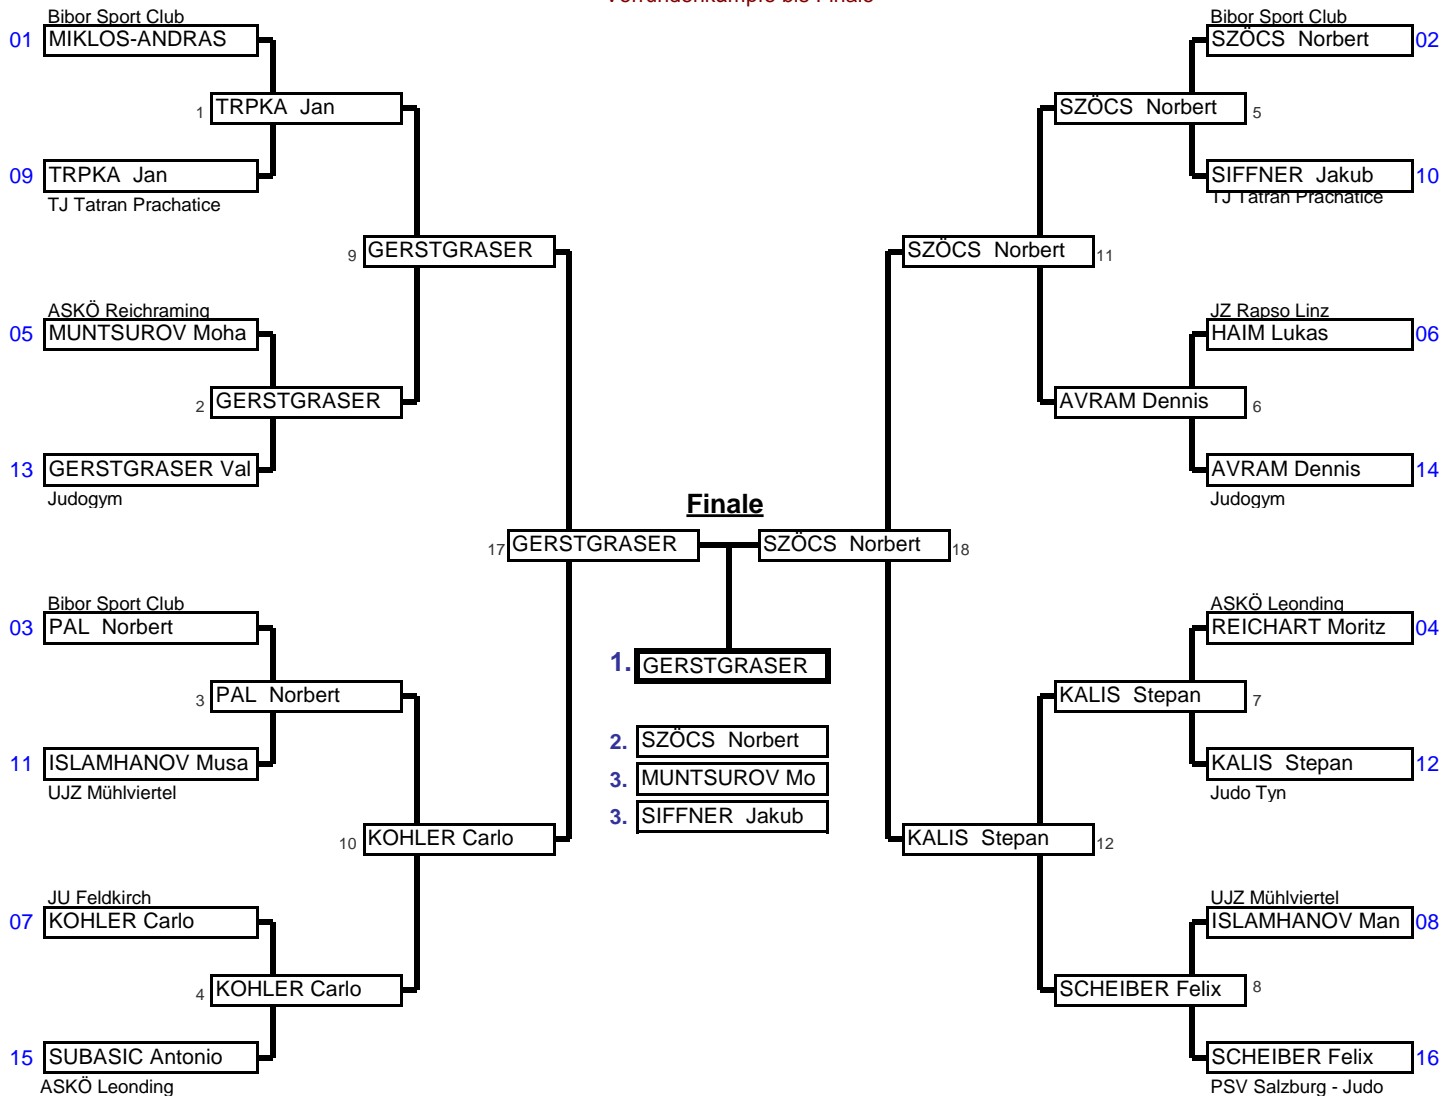 Vorrundenkämpfe bis Finale
Bibor Sport Club
01 MIKLOS-ANDRAS
1 TRPKA Jan
09 TRPKA Jan
TJ Tatran Prachatice
9 GERSTGRASER
ASKÖ Reichraming
05 MUNTSUROV Moha
2 GERSTGRASER
13 GERSTGRASER Val
Judogym
17 GERSTGRASER
Bibor Sport Club
03 PAL Norbert
3 PAL Norbert
11 ISLAMHANOV Musa
UJZ Mühlviertel
10 KOHLER Carlo
JU Feldkirch
07 KOHLER Carlo
4 KOHLER Carlo
15 SUBASIC Antonio
ASKÖ Leonding
Finale
1. GERSTGRASER
2. SZÖCS Norbert
3. MUNTSUROV Mo
3. SIFFNER Jakub
Bibor Sport Club
SZÖCS Norbert 02
SZÖCS Norbert 5
SIFFNER Jakub 10
TJ Tatran Prachatice
SZÖCS Norbert 11
JZ Rapso Linz
HAIM Lukas 06
AVRAM Dennis 6
AVRAM Dennis 14
Judogym
SZÖCS Norbert 18
ASKÖ Leonding
REICHART Moritz 04
KALIS Stepan 7
KALIS Stepan 12
Judo Tyn
KALIS Stepan 12
UJZ Mühlviertel
ISLAMHANOV Man 08
SCHEIBER Felix 8
SCHEIBER Felix 16
PSV Salzburg - Judo